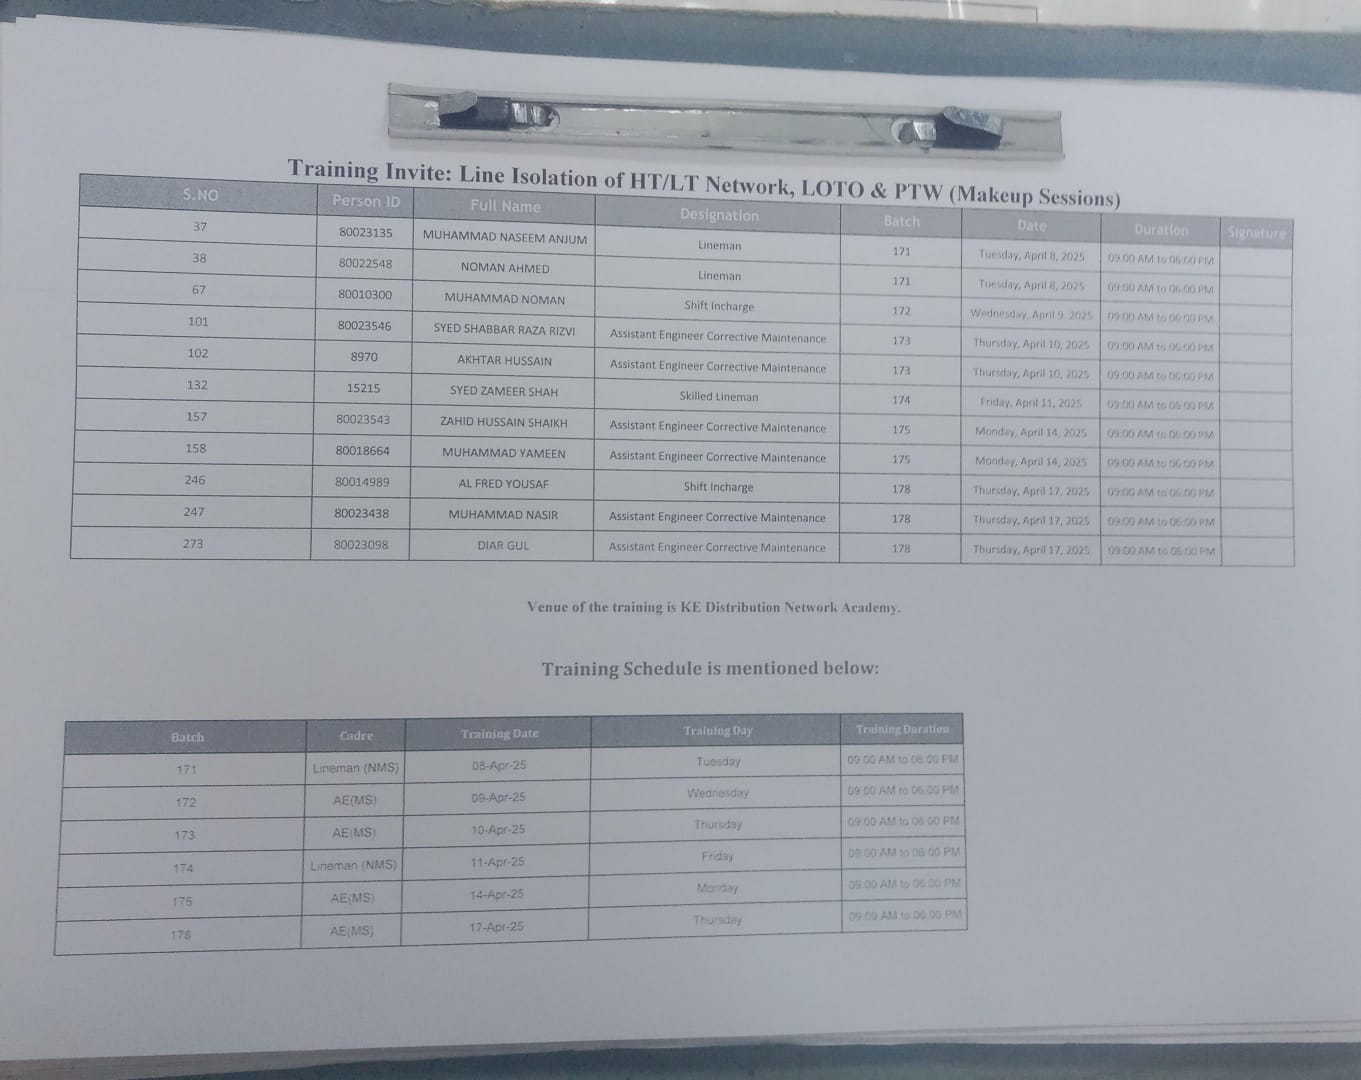 Training Invite: Line Isolation of HT/LT Network, LOTO & PTW (Makeup Sessions)
S.NO Person ID Full Name Designation Batch Date Duration Signature
37 80023135 MUHAMMAD NASEEM ANJUM Lineman 171 Tuesday, April 8, 2025 09:00 AM to 06:00 PM
38 80022548 NOMAN AHMED Lineman 171 Tuesday, April 8, 2025 09:00 AM to 06:00 PM
67 80010300 MUHAMMAD NOMAN Shift Incharge 172 Wednesday, April 9, 2025 09:00 AM to 06:00 PM
101 80023546 SYED SHABBAR RAZA RIZVI Assistant Engineer Corrective Maintenance 173 Thursday, April 10, 2025 09:00 AM to 06:00 PM
102 8970 AKHTAR HUSSAIN Assistant Engineer Corrective Maintenance 173 Thursday, April 10, 2025 09:00 AM to 06:00 PM
132 15215 SYED ZAMEER SHAH Skilled Lineman 174 Friday, April 11, 2025 09:00 AM to 06:00 PM
157 80023543 ZAHID HUSSAIN SHAIKH Assistant Engineer Corrective Maintenance 175 Monday, April 14, 2025 09:00 AM to 06:00 PM
158 80018664 MUHAMMAD YAMEEN Assistant Engineer Corrective Maintenance 175 Monday, April 14, 2025 09:00 AM to 06:00 PM
246 80014989 AL FRED YOUSAF Shift Incharge 178 Thursday, April 17, 2025 09:00 AM to 06:00 PM
247 80023438 MUHAMMAD NASIR Assistant Engineer Corrective Maintenance 178 Thursday, April 17, 2025 09:00 AM to 06:00 PM
273 80023098 DIAR GUL Assistant Engineer Corrective Maintenance 178 Thursday, April 17, 2025 09:00 AM to 06:00 PM
Venue of the training is KE Distribution Network Academy.
Training Schedule is mentioned below:
Batch Cadre Training Date Training Day Training Duration
171 Lineman (NMS) 08-Apr-25 Tuesday 09:00 AM to 06:00 PM
172 AE(MS) 09-Apr-25 Wednesday 09:00 AM to 06:00 PM
173 AE(MS) 10-Apr-25 Thursday 09:00 AM to 06:00 PM
174 Lineman (NMS) 11-Apr-25 Friday 09:00 AM to 06:00 PM
175 AE(MS) 14-Apr-25 Monday 09:00 AM to 06:00 PM
178 AE(MS) 17-Apr-25 Thursday 09:00 AM to 06:00 PM